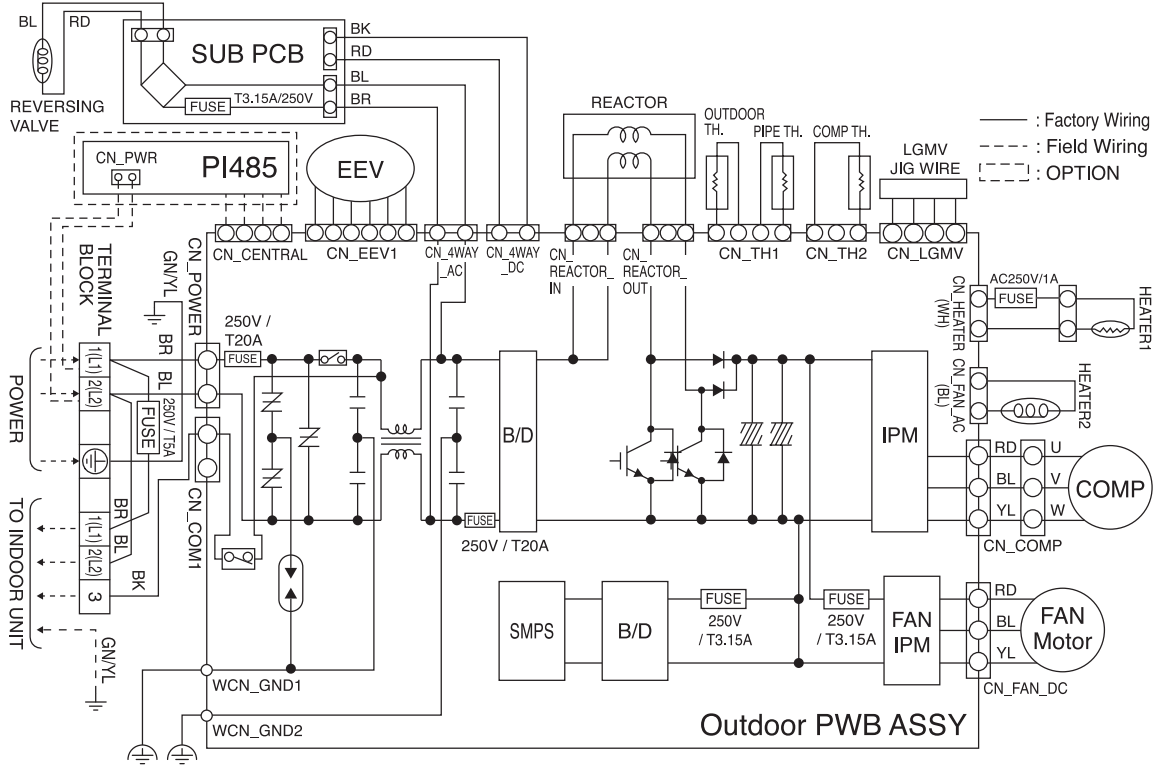 BL
RD
SUB PCB
BK
RD
BL
BR
FUSE
T3.15A/250V
REVERSING
VALVE
CN_PWR
PI485
EEV
REACTOR
OUTDOOR
TH.
PIPE TH.
COMP TH.
LGMV
JIG WIRE
: Factory Wiring
: Field Wiring
: OPTION
CN_CENTRAL
CN_EEV1
CN_4WAY
_AC
CN_4WAY
_DC
CN_
REACTOR_
IN
CN_
REACTOR_
OUT
CN_TH1
CN_TH2
CN_LGMV
TERMINAL
BLOCK
GN/YL
CN_POWER
250V /
T20A
FUSE
BR
BL
1(L1)
2(L2)
POWER
FUSE
250V / T5A
CN_COM1
BR
BL
BK
TO INDOOR UNIT
1(L1)
2(L2)
3
GN/YL
WCN_GND1
WCN_GND2
FUSE
250V / T20A
B/D
IPM
CN_HEATER
(WH)
AC250V/1A
FUSE
HEATER1
CN_FAN_AC
(BL)
HEATER2
RD
U
BL
V
YL
W
COMP
CN_COMP
SMPS
B/D
FUSE
250V
/ T3.15A
FUSE
250V
/ T3.15A
FAN
IPM
RD
BL
YL
FAN
Motor
CN_FAN_DC
Outdoor PWB ASSY